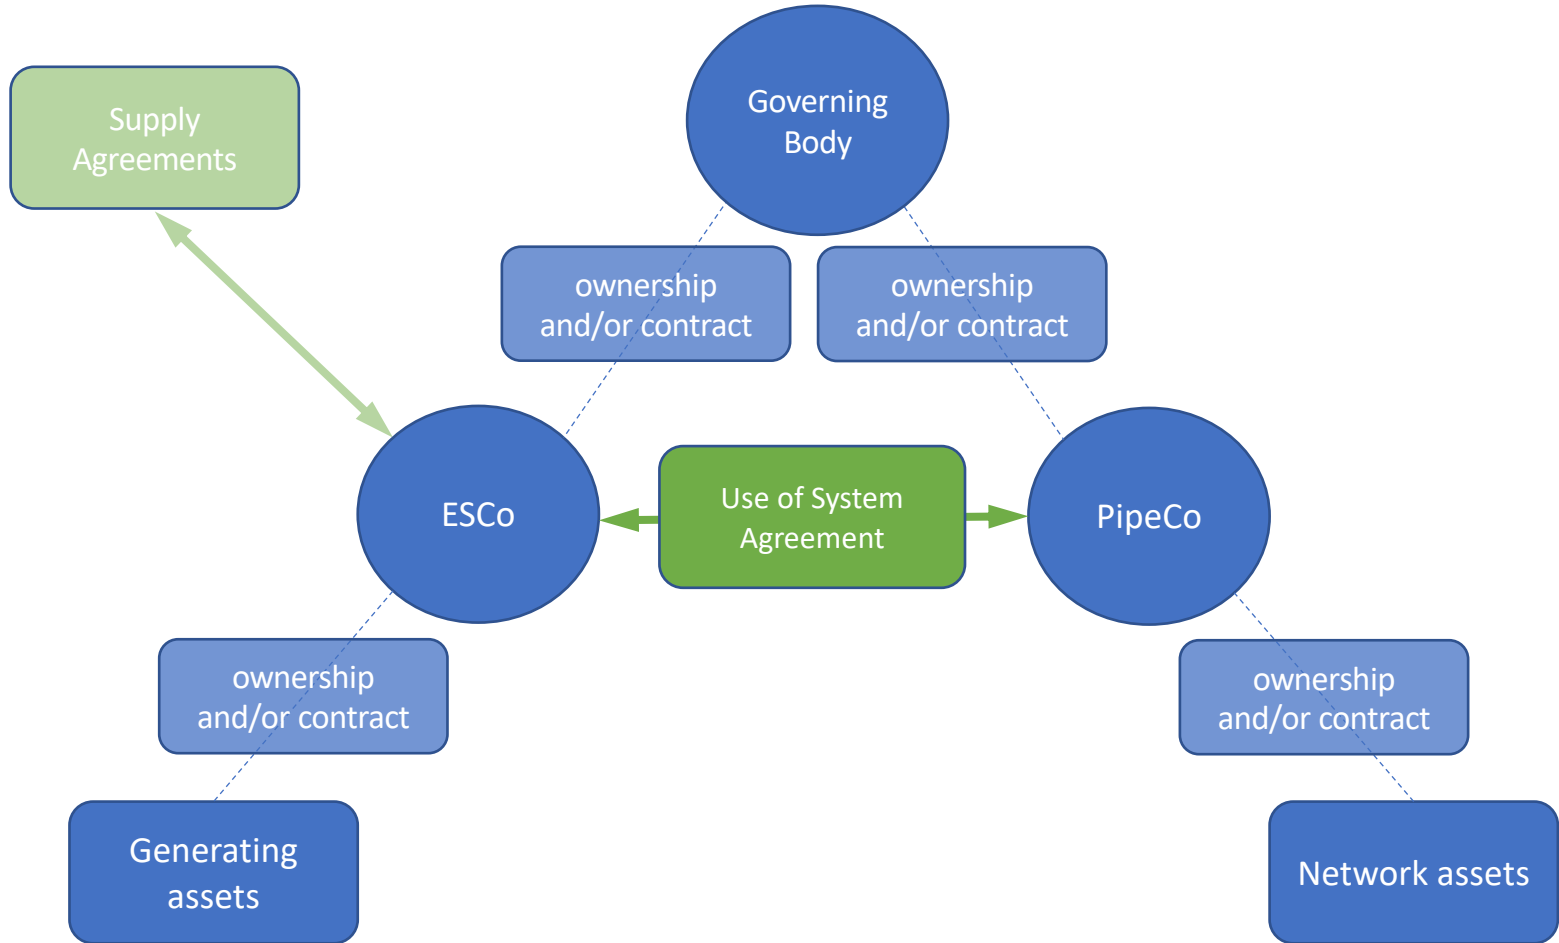 Governing
Body
Supply
Agreements
ownership
and/or contract
ownership
and/or contract
ESCo
Use of System
Agreement
PipeCo
ownership
and/or contract
ownership
and/or contract
Generating
assets
Network assets